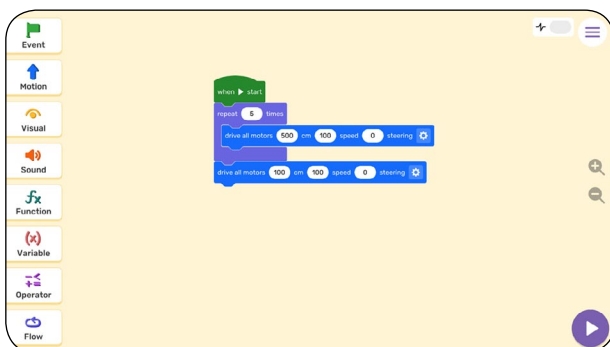 Event
Motion
Visual
Sound
fx
Function
(x)
Variable
Operator
Flow
when start
repeat 5 times
drive all motors 500 cm 100 speed 0 steering
drive all motors 100 cm 100 speed 0 steering